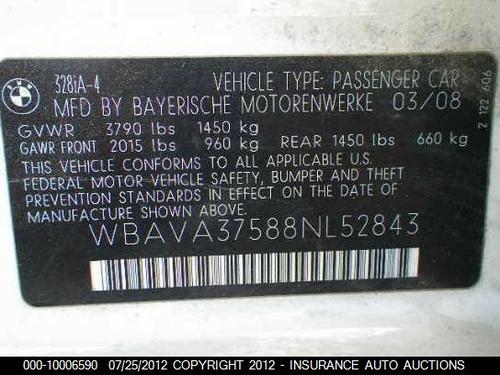 BMW
328iA-4
VEHICLE TYPE: PASSENGER CAR
MFD BY BAYERISCHE MOTORENWERKE 03/08
GVWR 3790 lbs 1450 kg
GAWR FRONT 2015 lbs 960 kg REAR 1450 lbs 660 kg
THIS VEHICLE CONFORMS TO ALL APPLICABLE U.S.
FEDERAL MOTOR-VEHICLE SAFETY, BUMPER AND THEFT
PREVENTION STANDARDS IN EFFECT ON THE DATE
OF MANUFACTURE SHOWN ABOVE.
WBAVA37588NL52843
7 122 606
000-10006590 07/25/2012 COPYRIGHT 2012 - INSURANCE AUTO AUCTIONS